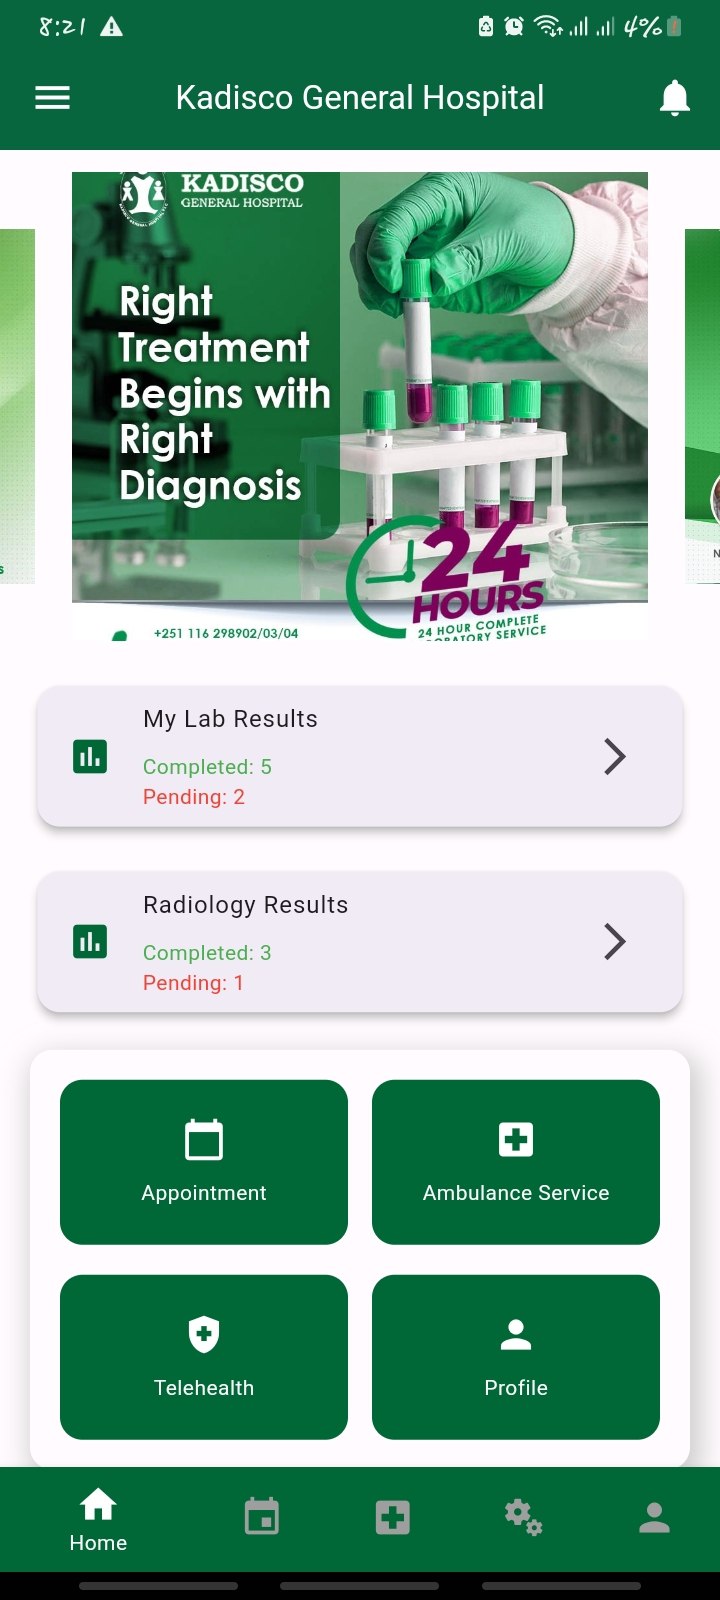 8:21
4%
Kadisco General Hospital
KADISCO
GENERAL HOSPITAL
Right
Treatment
Begins with
Right
Diagnosis
24
HOURS
24 HOUR COMPLETE
+251 116 298902/03/04
My Lab Results
Completed: 5
Pending: 2
Radiology Results
Completed: 3
Pending: 1
Appointment
Ambulance Service
Telehealth
Profile
Home